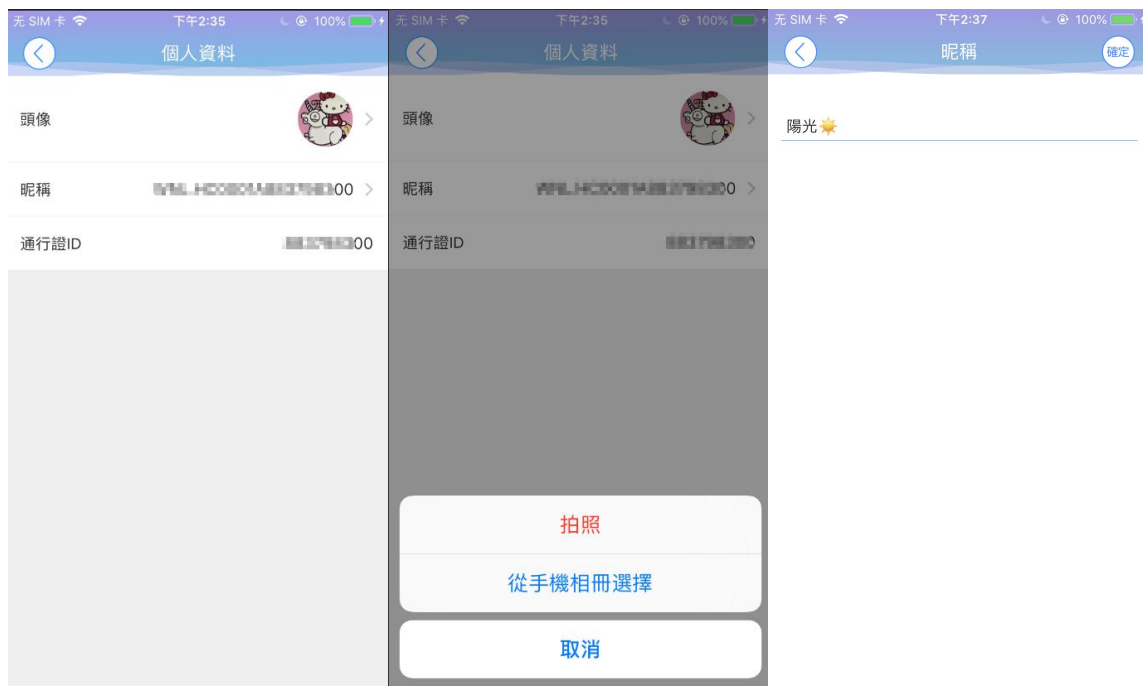 无 SIM 卡 下午2:35 100%
個人資料
頭像
昵稱 00
通行證ID 00
无 SIM 卡 下午2:35 100%
個人資料
頭像
昵稱 00
通行證ID
拍照
從手機相冊選擇
取消
无 SIM 卡 下午2:37 100%
昵稱 確定
陽光☀️